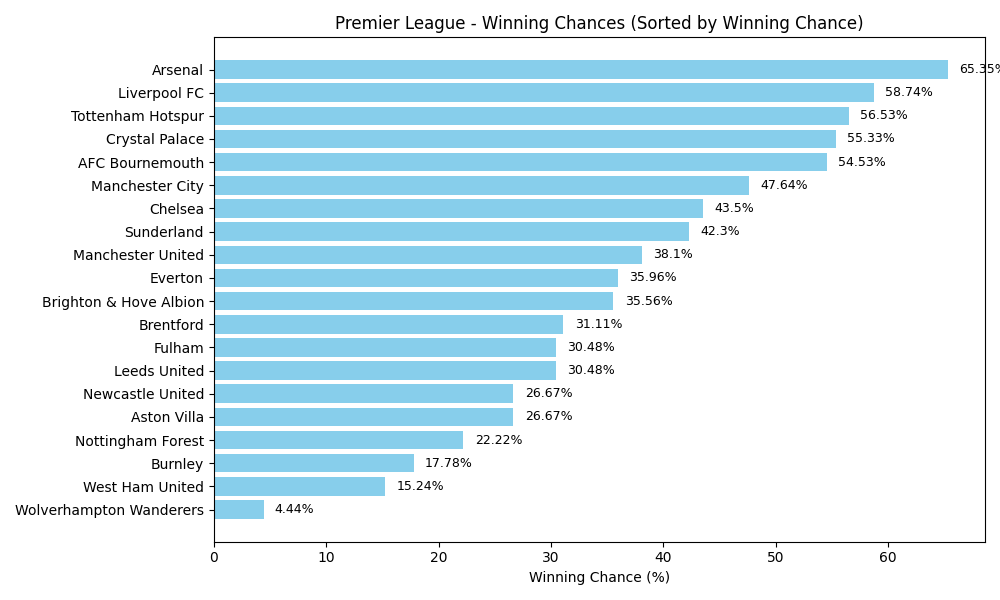 Premier League - Winning Chances (Sorted by Winning Chance)
Arsenal 65.35%
Liverpool FC 58.74%
Tottenham Hotspur 56.53%
Crystal Palace 55.33%
AFC Bournemouth 54.53%
Manchester City 47.64%
Chelsea 43.5%
Sunderland 42.3%
Manchester United 38.1%
Everton 35.96%
Brighton & Hove Albion 35.56%
Brentford 31.11%
Fulham 30.48%
Leeds United 30.48%
Newcastle United 26.67%
Aston Villa 26.67%
Nottingham Forest 22.22%
Burnley 17.78%
West Ham United 15.24%
Wolverhampton Wanderers 4.44%
0 10 20 30 40 50 60
Winning Chance (%)